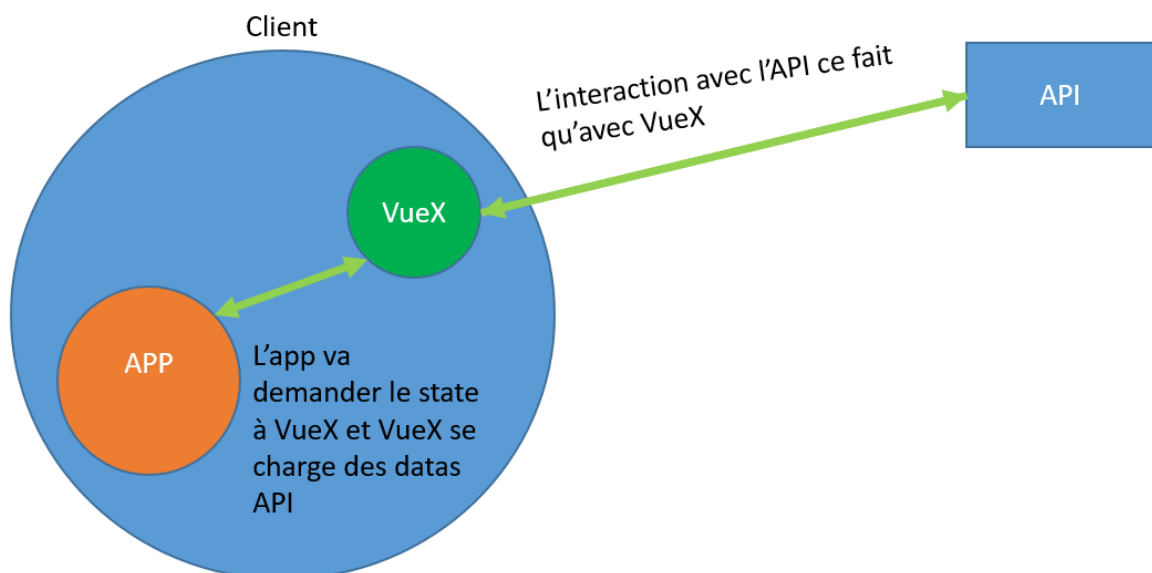 Client
L’interaction avec l’API ce fait
qu’avec VueX
API
VueX
APP
L’app va
demander le state
à VueX et VueX se
charge des datas
API